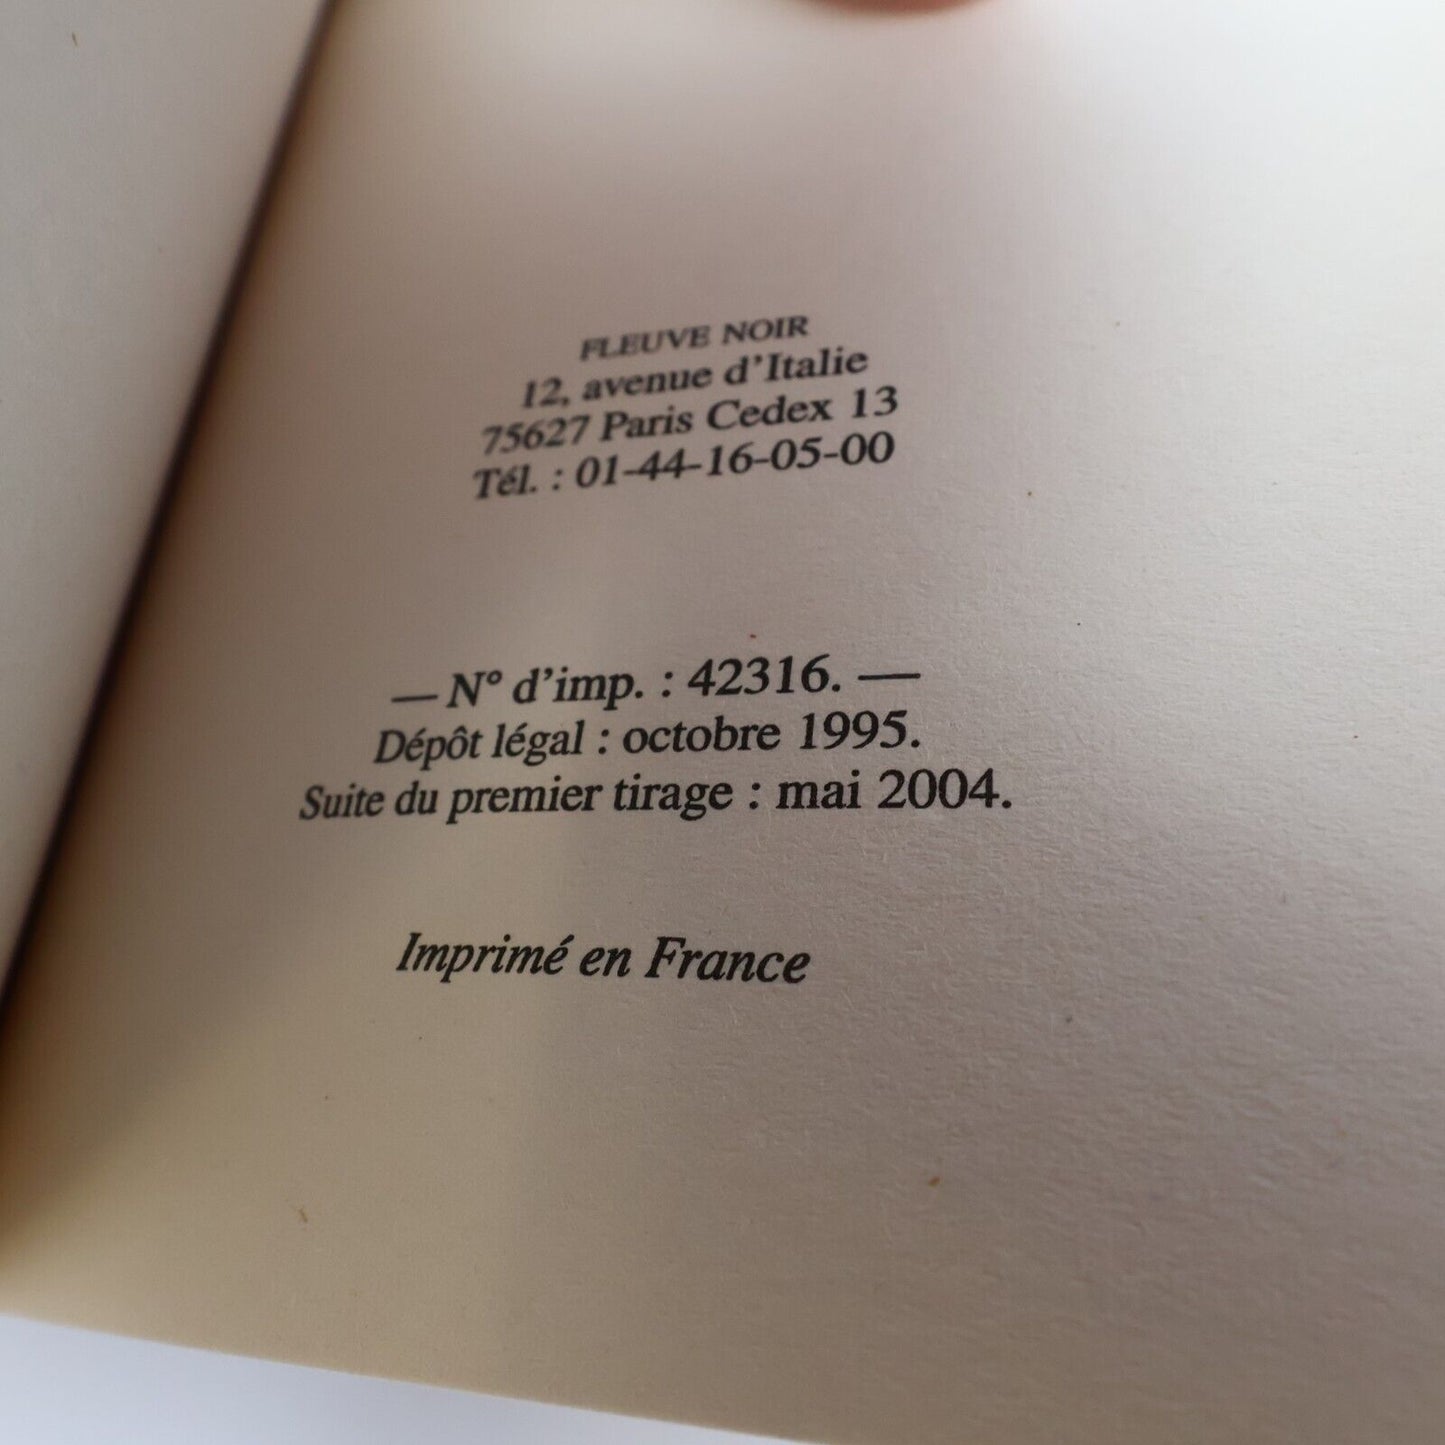 FLEUVE NOIR
12, avenue d'Italie
75627 Paris Cedex 13
Tél. : 01-44-16-05-00
— N° d'imp. : 42316. —
Dépôt légal : octobre 1995.
Suite du premier tirage : mai 2004.
Imprimé en France